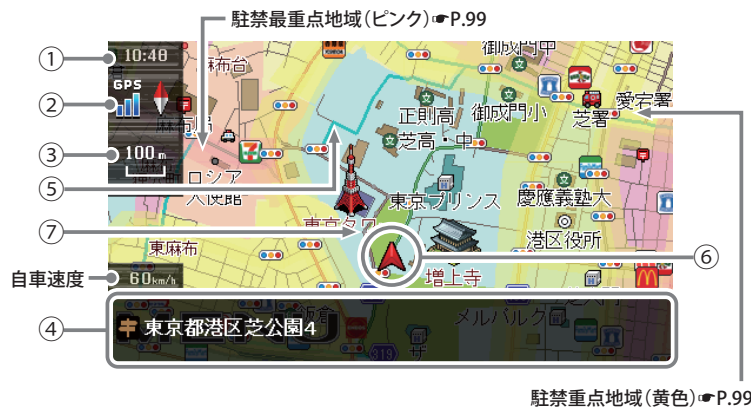 駐禁最重点地域(ピンク)☛P.99
①
10:48
麻布台
御成門中
②
GPS
正則高
御成門小
愛宕署
芝署
芝高・中
③
100m
ロシア
大使館
⑤
東京プリンス
慶應義塾大
東京タワ
港区役所
⑦
⑥
東麻布
増上寺
自車速度
60km/h
メルパルク
④
東京都港区芝公園4
MENU
319
ザ
駐禁重点地域(黄色)☛P.99